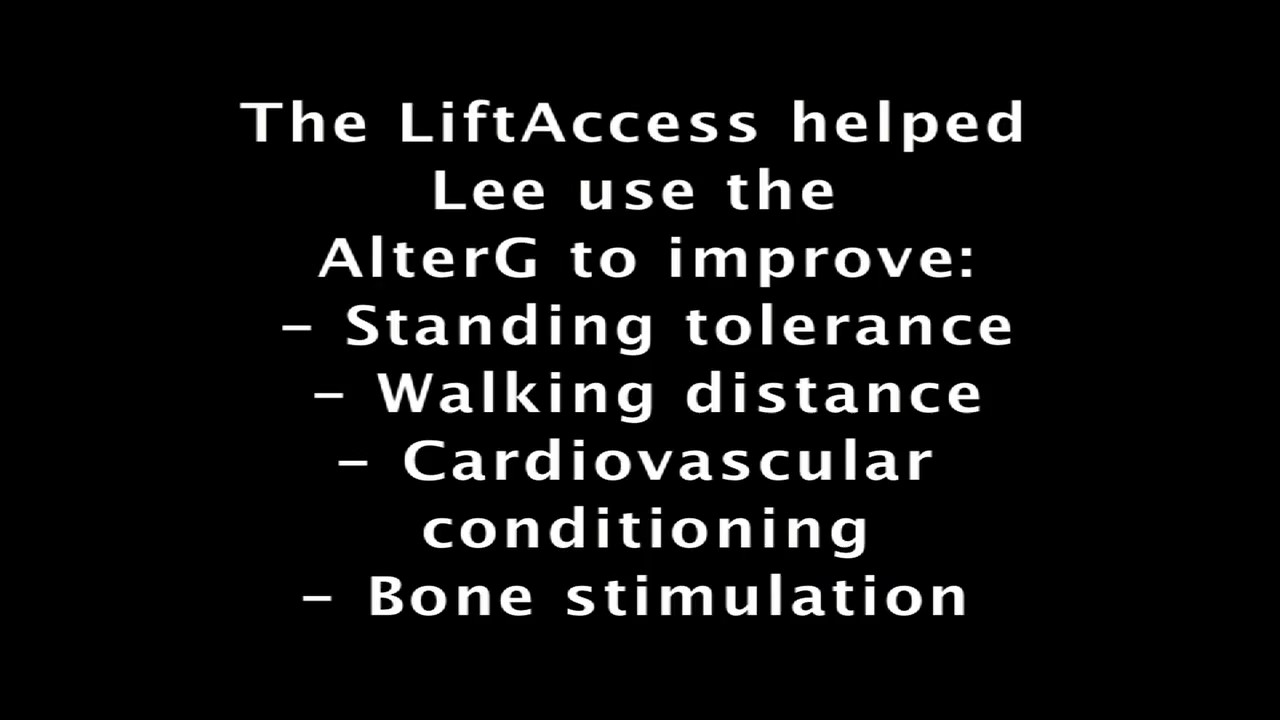 The LiftAccess helped
Lee use the
AlterG to improve:
– Standing tolerance
– Walking distance
– Cardiovascular
conditioning
– Bone stimulation